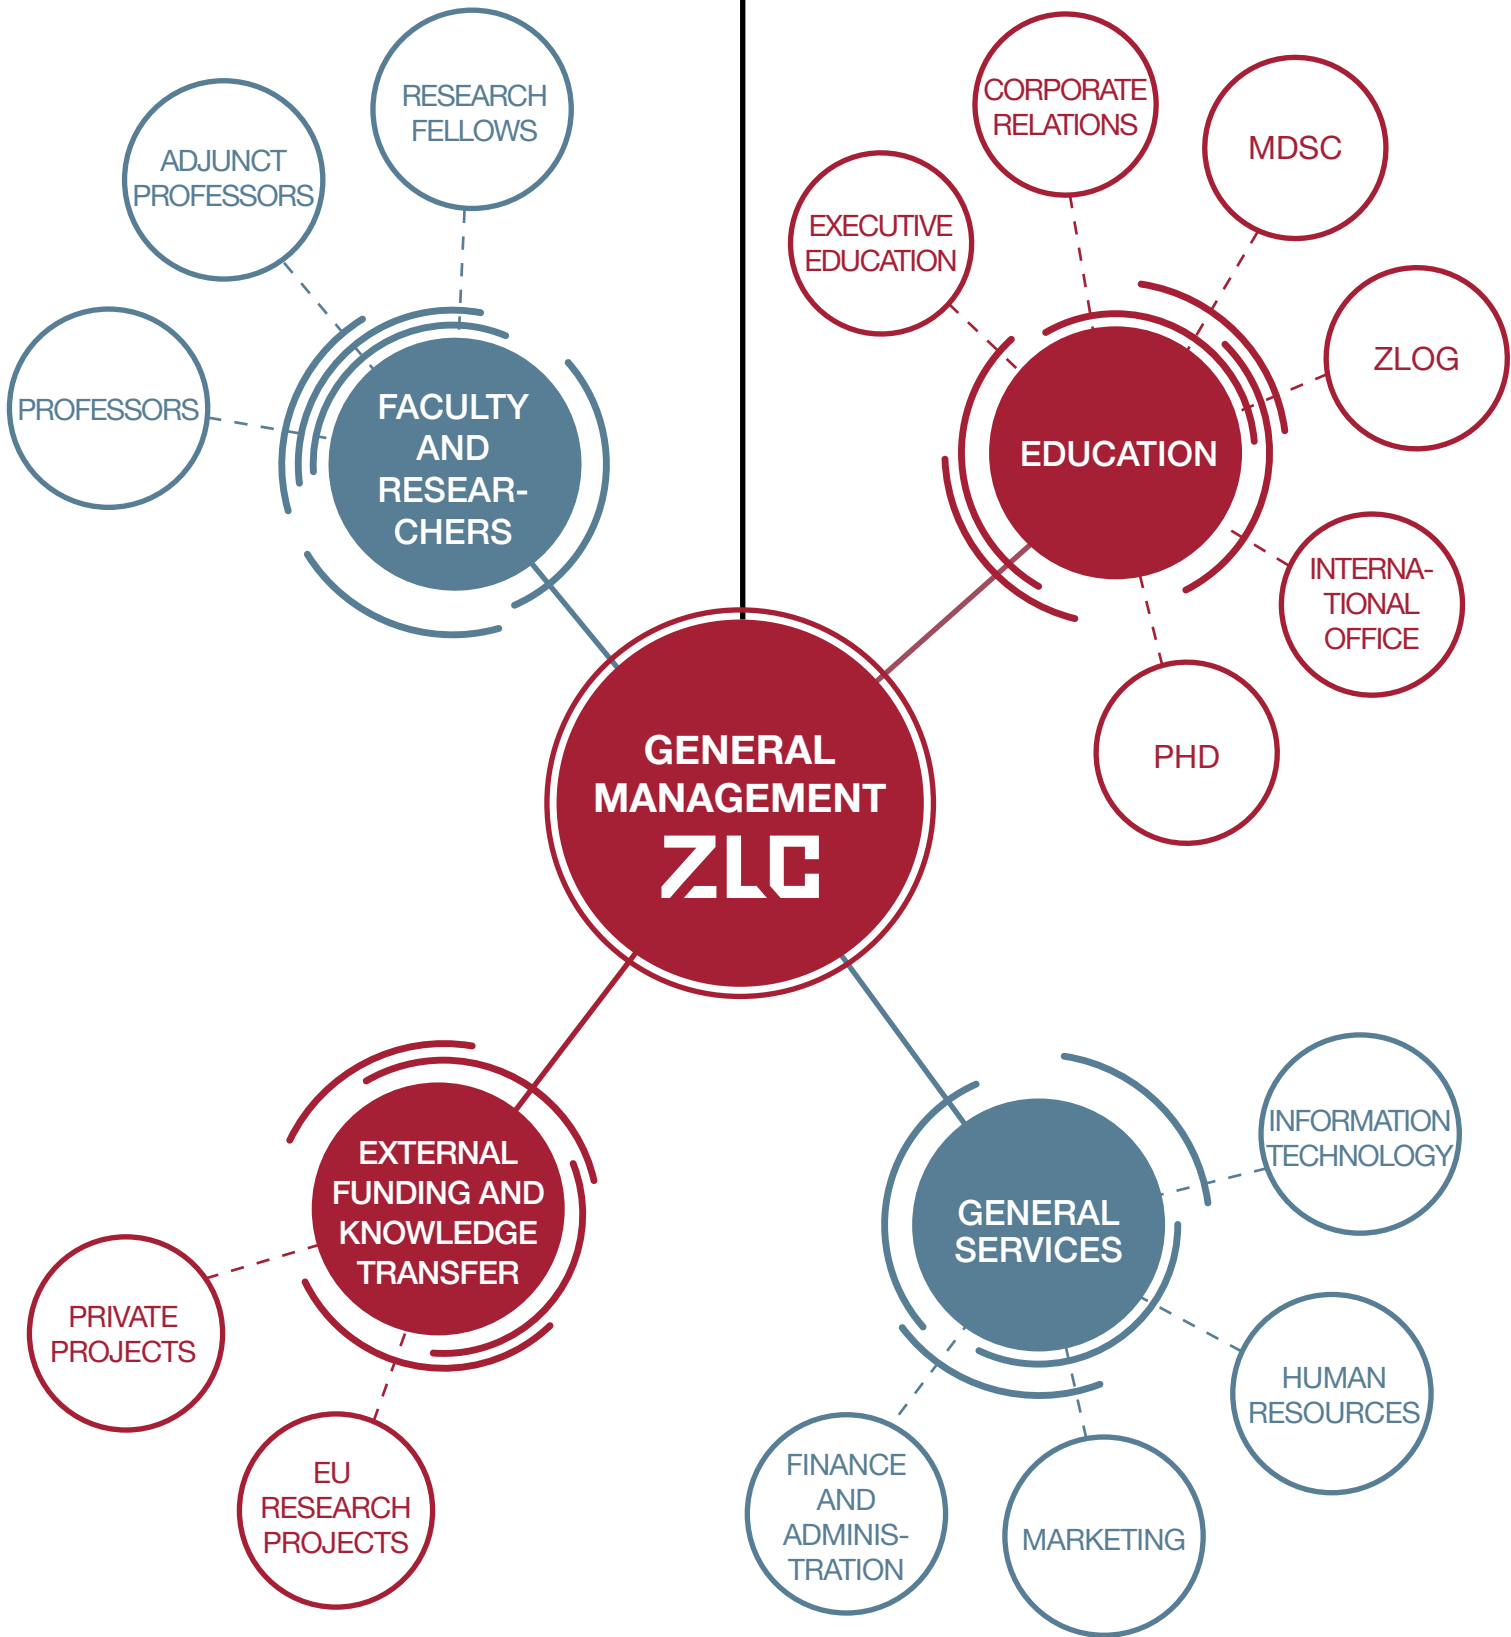 RESEARCH
FELLOWS
ADJUNCT
PROFESSORS
PROFESSORS
FACULTY
AND
RESEAR-
CHERS
CORPORATE
RELATIONS
MDSC
EXECUTIVE
EDUCATION
ZLOG
EDUCATION
INTERNA-
TIONAL
OFFICE
PHD
GENERAL
MANAGEMENT
ZLC
EXTERNAL
FUNDING AND
KNOWLEDGE
TRANSFER
PRIVATE
PROJECTS
EU
RESEARCH
PROJECTS
GENERAL
SERVICES
INFORMATION
TECHNOLOGY
HUMAN
RESOURCES
MARKETING
FINANCE
AND
ADMINIS-
TRATION